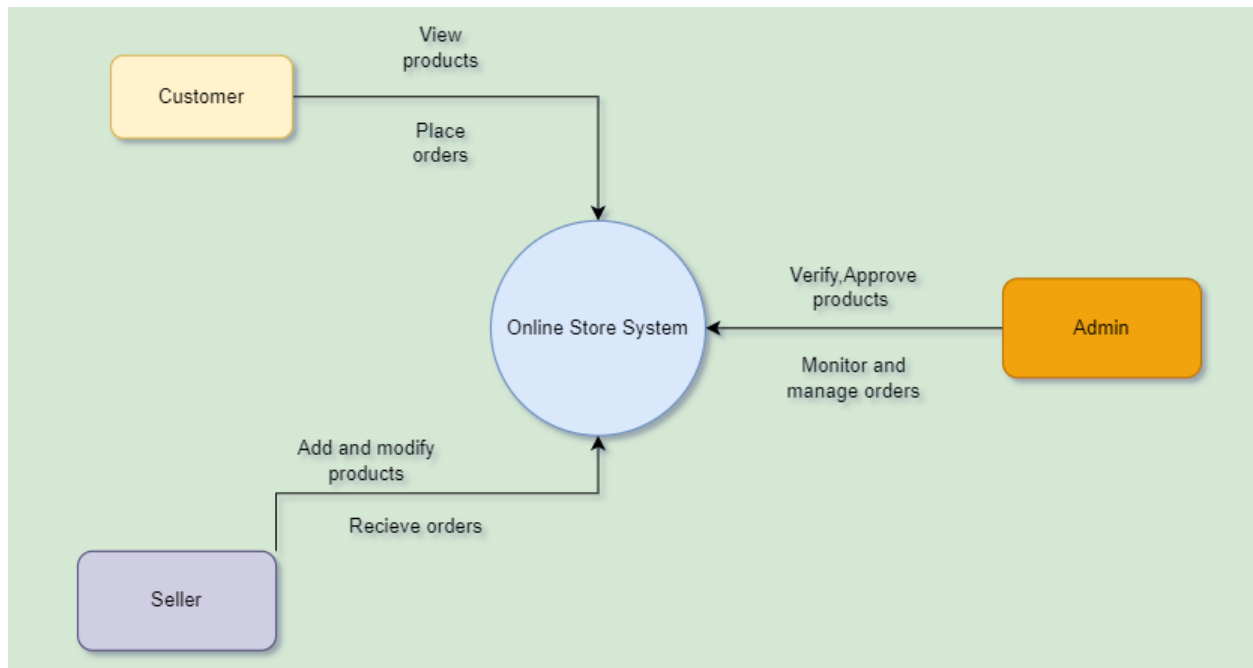 View
products
Customer
Place
orders
Verify,Approve
products
Online Store System
Admin
Monitor and
manage orders
Add and modify
products
Recieve orders
Seller